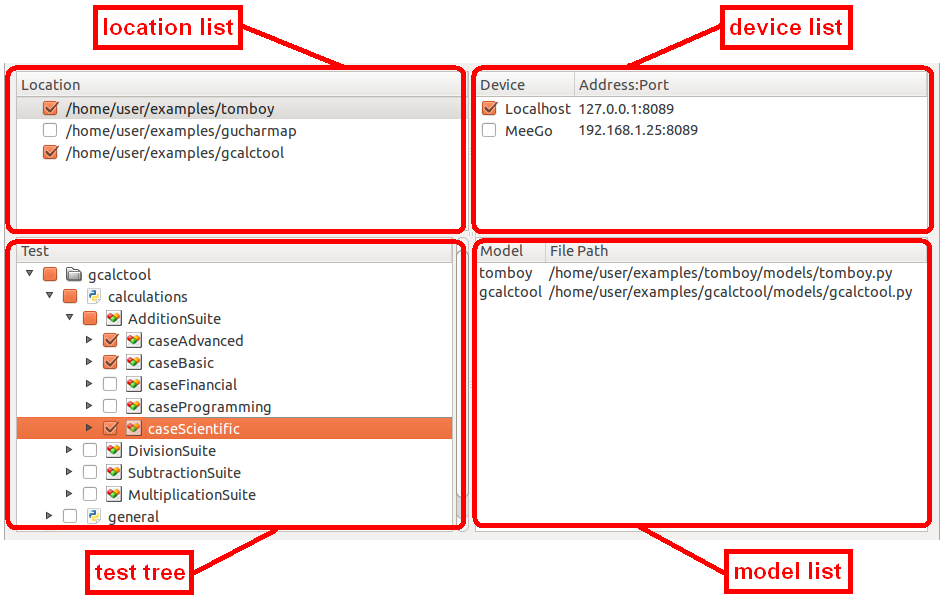 location list
device list
Location
/home/user/examples/tomboy
/home/user/examples/gucharmap
/home/user/examples/gcalctool
Device Address:Port
Localhost 127.0.0.1:8089
MeeGo 192.168.1.25:8089
Test
gcalctool
calculations
AdditionSuite
caseAdvanced
caseBasic
caseFinancial
caseProgramming
caseScientific
DivisionSuite
SubtractionSuite
MultiplicationSuite
general
Model File Path
tomboy /home/user/examples/tomboy/models/tomboy.py
gcalctool /home/user/examples/gcalctool/models/gcalctool.py
test tree
model list